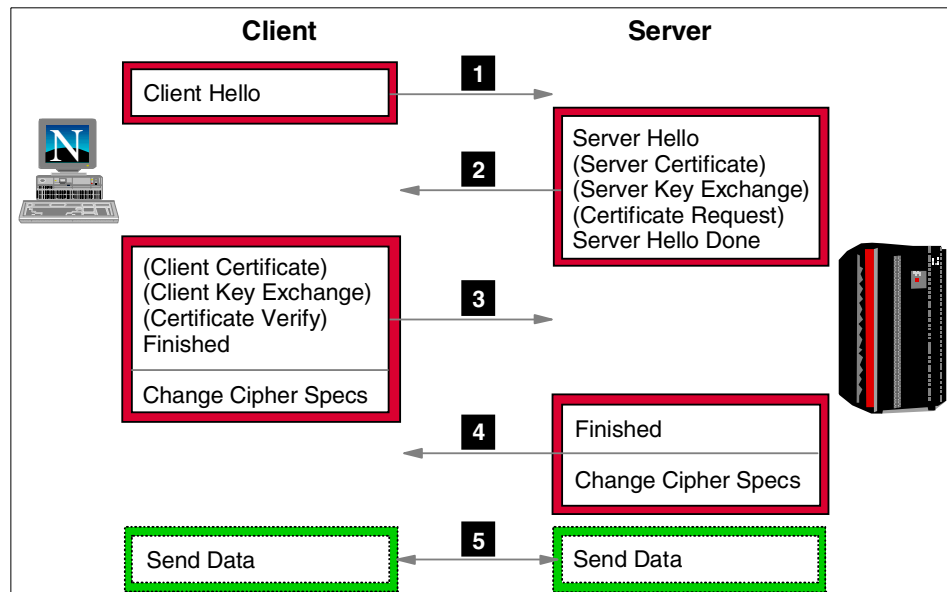 Client
Server
1
Client Hello
N
Server Hello
(Server Certificate)
(Server Key Exchange)
(Certificate Request)
Server Hello Done
2
(Client Certificate)
(Client Key Exchange)
(Certificate Verify)
Finished
Change Cipher Specs
3
4
Finished
Change Cipher Specs
5
Send Data
Send Data